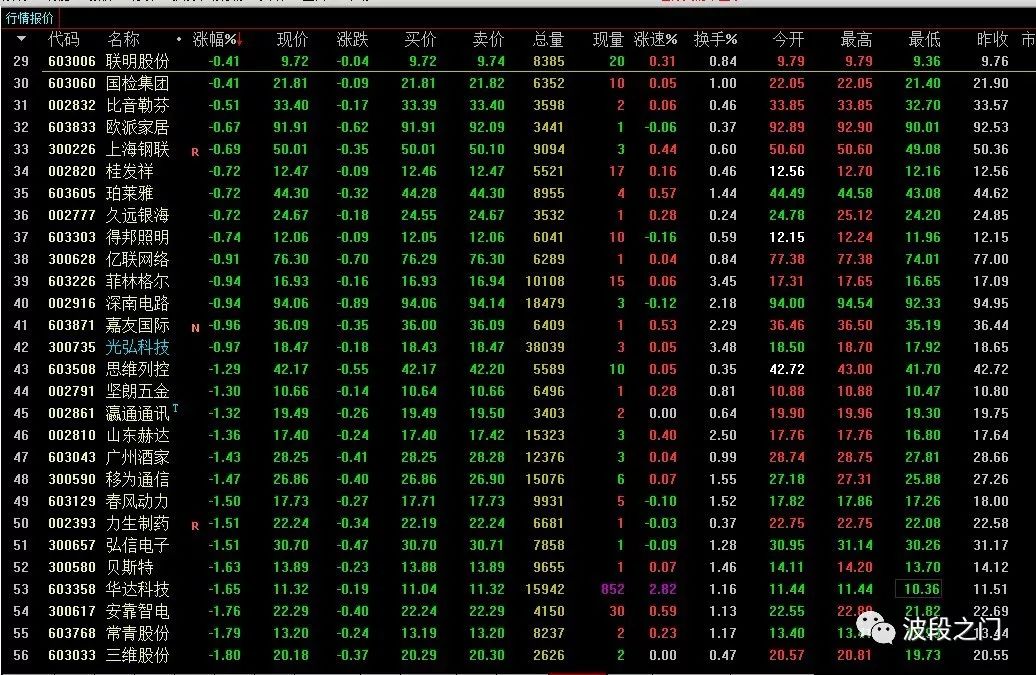 行情报价
代码 名称 涨幅%↓ 现价 涨跌 买价 卖价 总量 现量 涨速% 换手% 今开 最高 最低 昨收 市
29 603006 联明股份 -0.41 9.72 -0.04 9.72 9.74 8385 20 0.31 0.84 9.79 9.79 9.36 9.76
30 603060 国检集团 -0.41 21.81 -0.09 21.81 21.82 6352 10 0.05 1.00 22.05 22.05 21.40 21.90
31 002832 比音勒芬 -0.51 33.40 -0.17 33.39 33.40 3598 2 0.06 0.46 33.85 33.85 32.70 33.57
32 603833 欧派家居 -0.67 91.91 -0.62 91.91 92.09 3441 1 -0.06 0.37 92.89 92.90 90.01 92.53
33 300226 上海钢联 R -0.69 50.01 -0.35 50.01 50.10 9094 3 0.44 0.60 50.60 50.60 49.08 50.36
34 002820 桂发祥 -0.72 12.47 -0.09 12.46 12.47 5521 17 0.16 0.46 12.56 12.70 12.16 12.56
35 603605 珀莱雅 -0.72 44.30 -0.32 44.28 44.30 8955 4 0.57 1.44 44.49 44.58 43.08 44.62
36 002777 久远银海 -0.72 24.67 -0.18 24.55 24.67 3532 1 0.28 0.24 24.78 25.12 24.20 24.85
37 603303 得邦照明 -0.74 12.06 -0.09 12.05 12.06 6041 10 -0.16 0.59 12.15 12.24 11.96 12.15
38 300628 亿联网络 -0.91 76.30 -0.70 76.29 76.30 6289 1 0.04 0.84 77.38 77.38 74.01 77.00
39 603226 菲林格尔 -0.94 16.93 -0.16 16.93 16.94 10108 15 0.06 3.45 17.31 17.65 16.65 17.09
40 002916 深南电路 -0.94 94.06 -0.89 94.06 94.14 18479 3 -0.12 2.18 94.00 94.54 92.33 94.95
41 603871 嘉友国际 N -0.96 36.09 -0.35 36.00 36.09 6409 1 0.53 2.29 36.46 36.50 35.19 36.44
42 300735 光弘科技 -0.97 18.47 -0.18 18.43 18.47 38039 3 0.05 3.48 18.50 18.70 17.92 18.65
43 603508 思维列控 -1.29 42.17 -0.55 42.17 42.20 5589 10 0.05 0.35 42.72 43.00 41.70 42.72
44 002791 坚朗五金 -1.30 10.66 -0.14 10.64 10.66 6496 1 0.28 0.81 10.88 10.88 10.47 10.80
45 002861 瀛通通讯T -1.32 19.49 -0.26 19.49 19.50 3403 2 0.00 0.64 19.90 19.96 19.30 19.75
46 002810 山东赫达 -1.36 17.40 -0.24 17.40 17.42 15323 3 0.40 2.50 17.76 17.76 16.80 17.64
47 603043 广州酒家 -1.43 28.25 -0.41 28.25 28.28 12376 3 0.04 0.99 28.74 28.75 27.81 28.66
48 300590 移为通信 -1.47 26.86 -0.40 26.86 26.90 15076 6 0.07 1.55 27.18 27.31 25.88 27.26
49 603129 春风动力 -1.50 17.73 -0.27 17.71 17.73 9931 5 -0.10 1.52 17.82 17.86 17.26 18.00
50 002393 力生制药 R -1.51 22.24 -0.34 22.19 22.24 6681 1 -0.03 0.37 22.75 22.75 22.08 22.58
51 300657 弘信电子 -1.51 30.70 -0.47 30.70 30.71 7858 1 -0.09 1.28 30.95 31.14 30.26 31.17
52 300580 贝斯特 -1.63 13.89 -0.23 13.88 13.89 9655 1 0.07 1.46 14.11 14.20 13.70 14.12
53 603358 华达科技 -1.65 11.32 -0.19 11.04 11.32 15942 852 2.82 1.16 11.44 11.44 10.36 11.51
54 300617 安靠智电 -1.76 22.29 -0.40 22.24 22.29 4150 30 0.59 1.13 22.55 22.80 21.82 22.69
55 603768 常青股份 -1.79 13.20 -0.24 13.20 13.22 8237 2 0.23 1.17 13.40 13.44
56 603033 三维股份 -1.80 20.18 -0.37 20.29 20.30 2626 2 0.00 0.47 20.57 20.81 19.73 20.55
波段之门